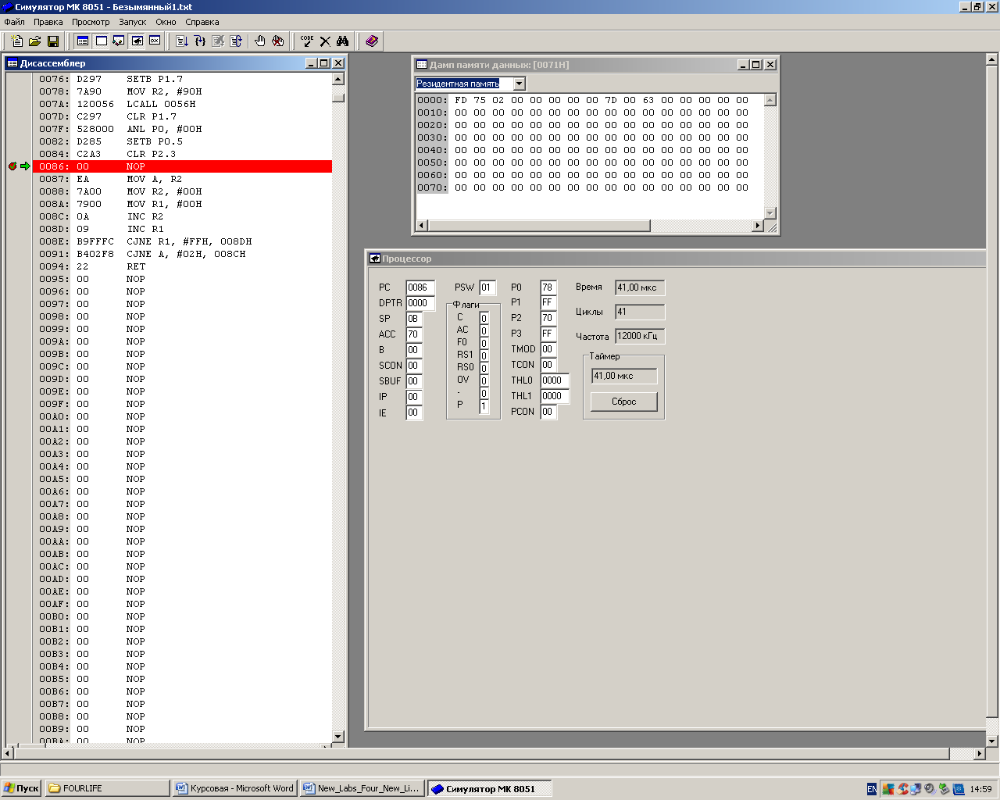 Симулятор МК 8051 - Безымянный1.txt
Файл Правка Просмотр Запуск Окно Справка
Дисассемблер
0076: D297 SETB P1.7
0078: 7A90 MOV R2, #90H
007A: 120056 LCALL 0056H
007D: C297 CLR P1.7
007F: 528000 ANL P0, #00H
0082: D285 SETB P0.5
0084: C2A3 CLR P2.3
0086: 00 NOP
0087: EA MOV A, R2
0088: 7A00 MOV R2, #00H
008A: 7900 MOV R1, #00H
008C: 0A INC R2
008D: 09 INC R1
008E: B9FFFC CJNE R1, #FFH, 008DH
0091: B402F8 CJNE A, #02H, 008CH
0094: 22 RET
0095: 00 NOP
0096: 00 NOP
0097: 00 NOP
0098: 00 NOP
0099: 00 NOP
009A: 00 NOP
009B: 00 NOP
009C: 00 NOP
009D: 00 NOP
009E: 00 NOP
009F: 00 NOP
00A0: 00 NOP
00A1: 00 NOP
00A2: 00 NOP
00A3: 00 NOP
00A4: 00 NOP
00A5: 00 NOP
00A6: 00 NOP
00A7: 00 NOP
00A8: 00 NOP
00A9: 00 NOP
00AA: 00 NOP
00AB: 00 NOP
00AC: 00 NOP
00AD: 00 NOP
00AE: 00 NOP
00AF: 00 NOP
00B0: 00 NOP
00B1: 00 NOP
00B2: 00 NOP
00B3: 00 NOP
00B4: 00 NOP
00B5: 00 NOP
00B6: 00 NOP
00B7: 00 NOP
00B8: 00 NOP
00B9: 00 NOP
00BA: 00 NOP
Дамп памяти данных: [0071H]
Резидентная память
0000: FD 75 02 00 00 00 00 00 7D 00 63 00 00 00 00 00
0010: 00 00 00 00 00 00 00 00 00 00 00 00 00 00 00 00
0020: 00 00 00 00 00 00 00 00 00 00 00 00 00 00 00 00
0030: 00 00 00 00 00 00 00 00 00 00 00 00 00 00 00 00
0040: 00 00 00 00 00 00 00 00 00 00 00 00 00 00 00 00
0050: 00 00 00 00 00 00 00 00 00 00 00 00 00 00 00 00
0060: 00 00 00 00 00 00 00 00 00 00 00 00 00 00 00 00
0070: 00 00 00 00 00 00 00 00 00 00 00 00 00 00 00 00
Процессор
PC 0086
DPTR 0000
SP 0B
ACC 70
B 00
SCON 00
SBUF 00
IP 00
IE 00
PSW 01
Флаги
C 0
AC 0
F0 0
RS1 0
RS0 0
OV 0
- 0
P 1
P0 78
P1 FF
P2 70
P3 FF
TMOD 00
TCON 00
THL0 0000
THL1 0000
PCON 00
Время 41,00 мкс
Циклы 41
Частота 12000 кГц
Таймер
41,00 мкс
Сброс
Пуск FOURLIFE Курсовая - Microsoft Word New_Labs_Four_New_Li... Симулятор МК 8051 EN 14:59